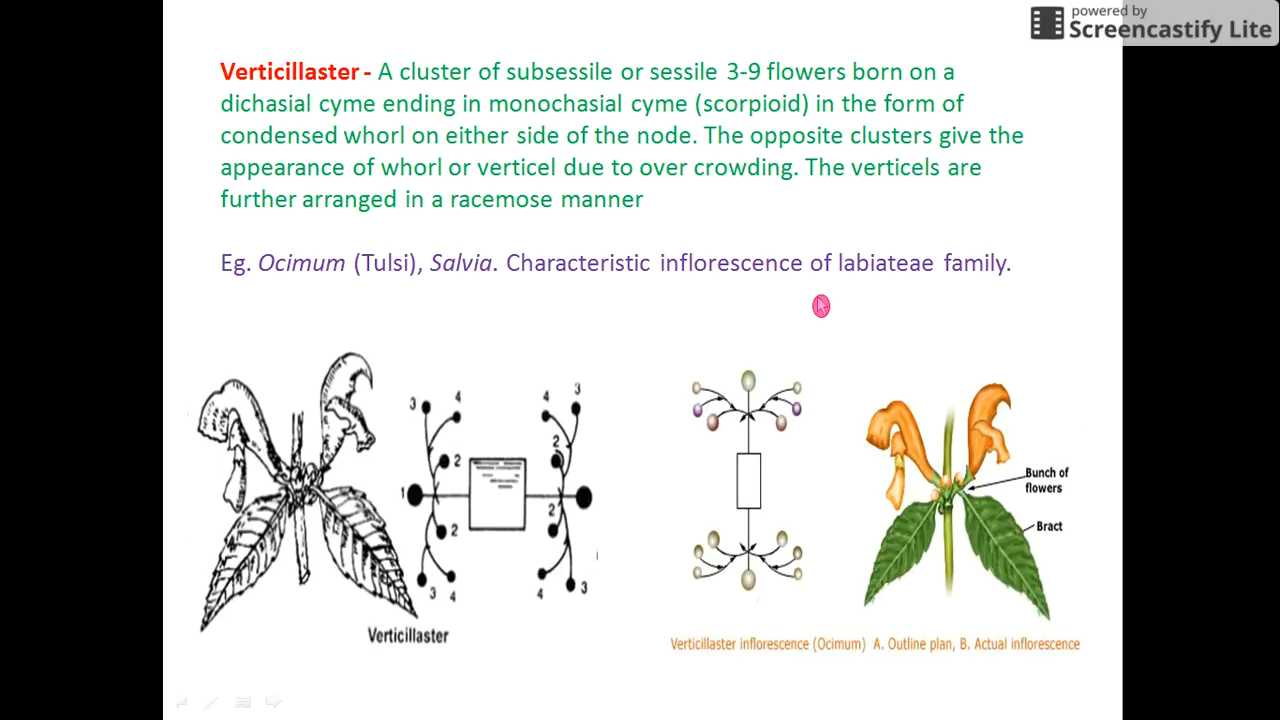 powered by
Screencastify Lite
Verticillaster - A cluster of subsessile or sessile 3-9 flowers born on a
dichasial cyme ending in monochasial cyme (scorpioid) in the form of
condensed whorl on either side of the node. The opposite clusters give the
appearance of whorl or verticel due to over crowding. The verticels are
further arranged in a racemose manner
Eg. Ocimum (Tulsi), Salvia. Characteristic inflorescence of labiateae family.
3 4 4 3
2 2
1
2 2
3 4 4 3
Verticillaster
Bunch of
flowers
Bract
Verticillaster inflorescence (Ocimum) A. Outline plan, B. Actual inflorescence